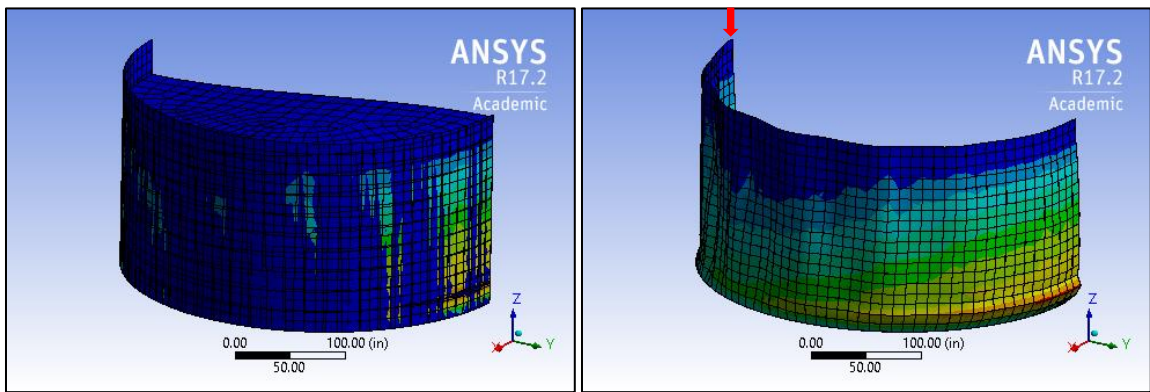 ANSYS
R17.2
Academic
Z
X
Y
0.00
100.00 (in)
50.00
ANSYS
R17.2
Academic
Z
X
Y
0.00
100.00 (in)
50.00